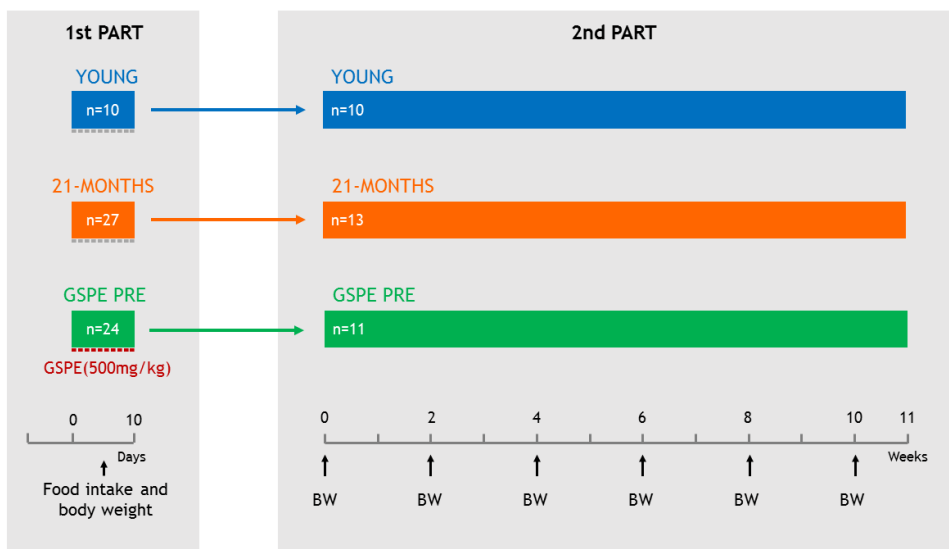 1st PART
YOUNG
n=10
21-MONTHS
n=27
GSPE PRE
n=24
GSPE(500mg/kg)
0 10
Days
Food intake and
body weight
2nd PART
YOUNG
n=10
21-MONTHS
n=13
GSPE PRE
n=11
0 2 4 6 8 10 11
Weeks
BW BW BW BW BW BW